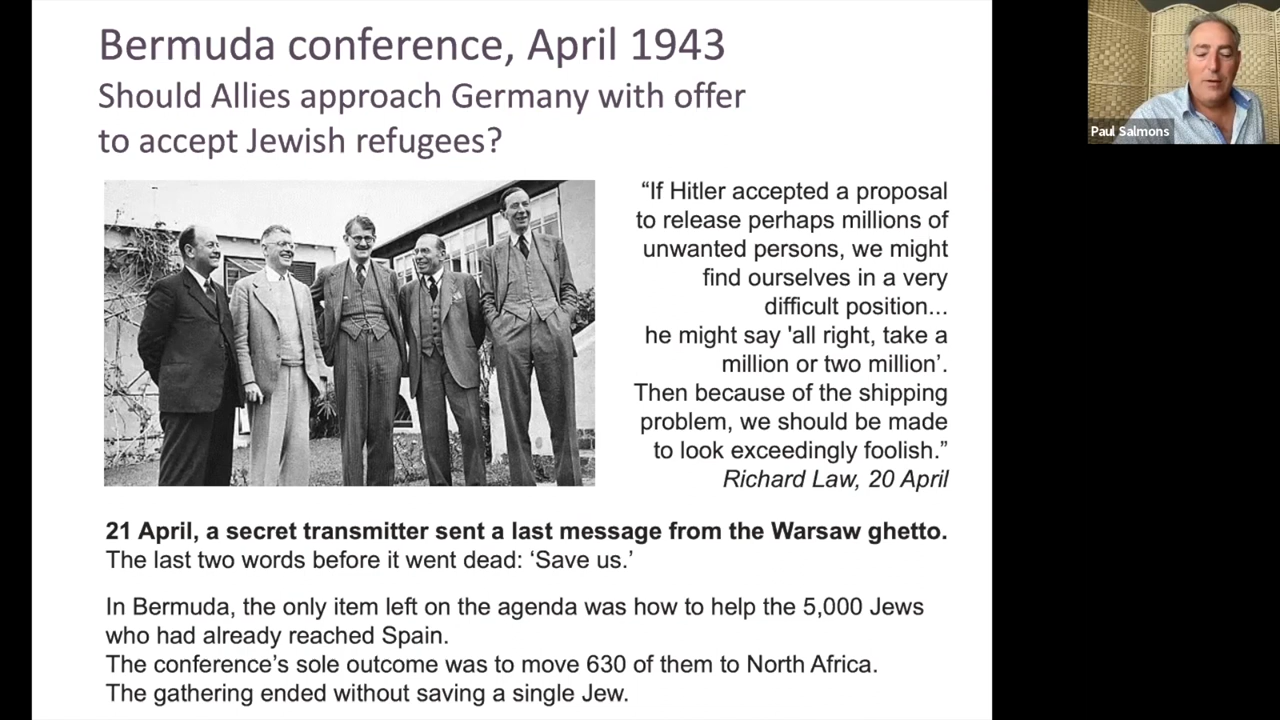 Bermuda conference, April 1943
Should Allies approach Germany with offer
to accept Jewish refugees?
“If Hitler accepted a proposal
to release perhaps millions of
unwanted persons, we might
find ourselves in a very
difficult position...
he might say 'all right, take a
million or two million’.
Then because of the shipping
problem, we should be made
to look exceedingly foolish.”
Richard Law, 20 April
21 April, a secret transmitter sent a last message from the Warsaw ghetto.
The last two words before it went dead: ‘Save us.’
In Bermuda, the only item left on the agenda was how to help the 5,000 Jews
who had already reached Spain.
The conference’s sole outcome was to move 630 of them to North Africa.
The gathering ended without saving a single Jew.
Paul Salmons